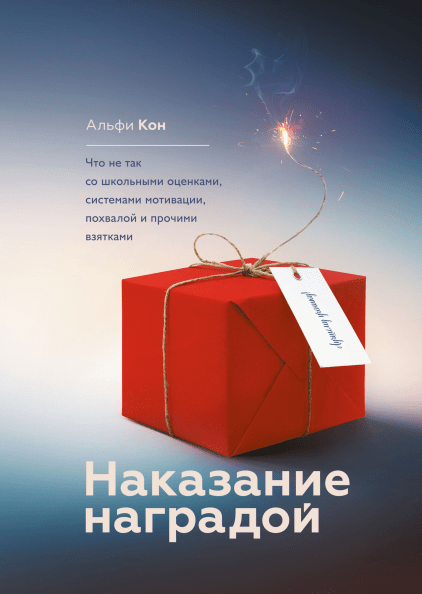 Альфи Кон
Что не так
со школьными оценками,
системами мотивации,
похвалой и прочими
взятками
Наказание
наградой